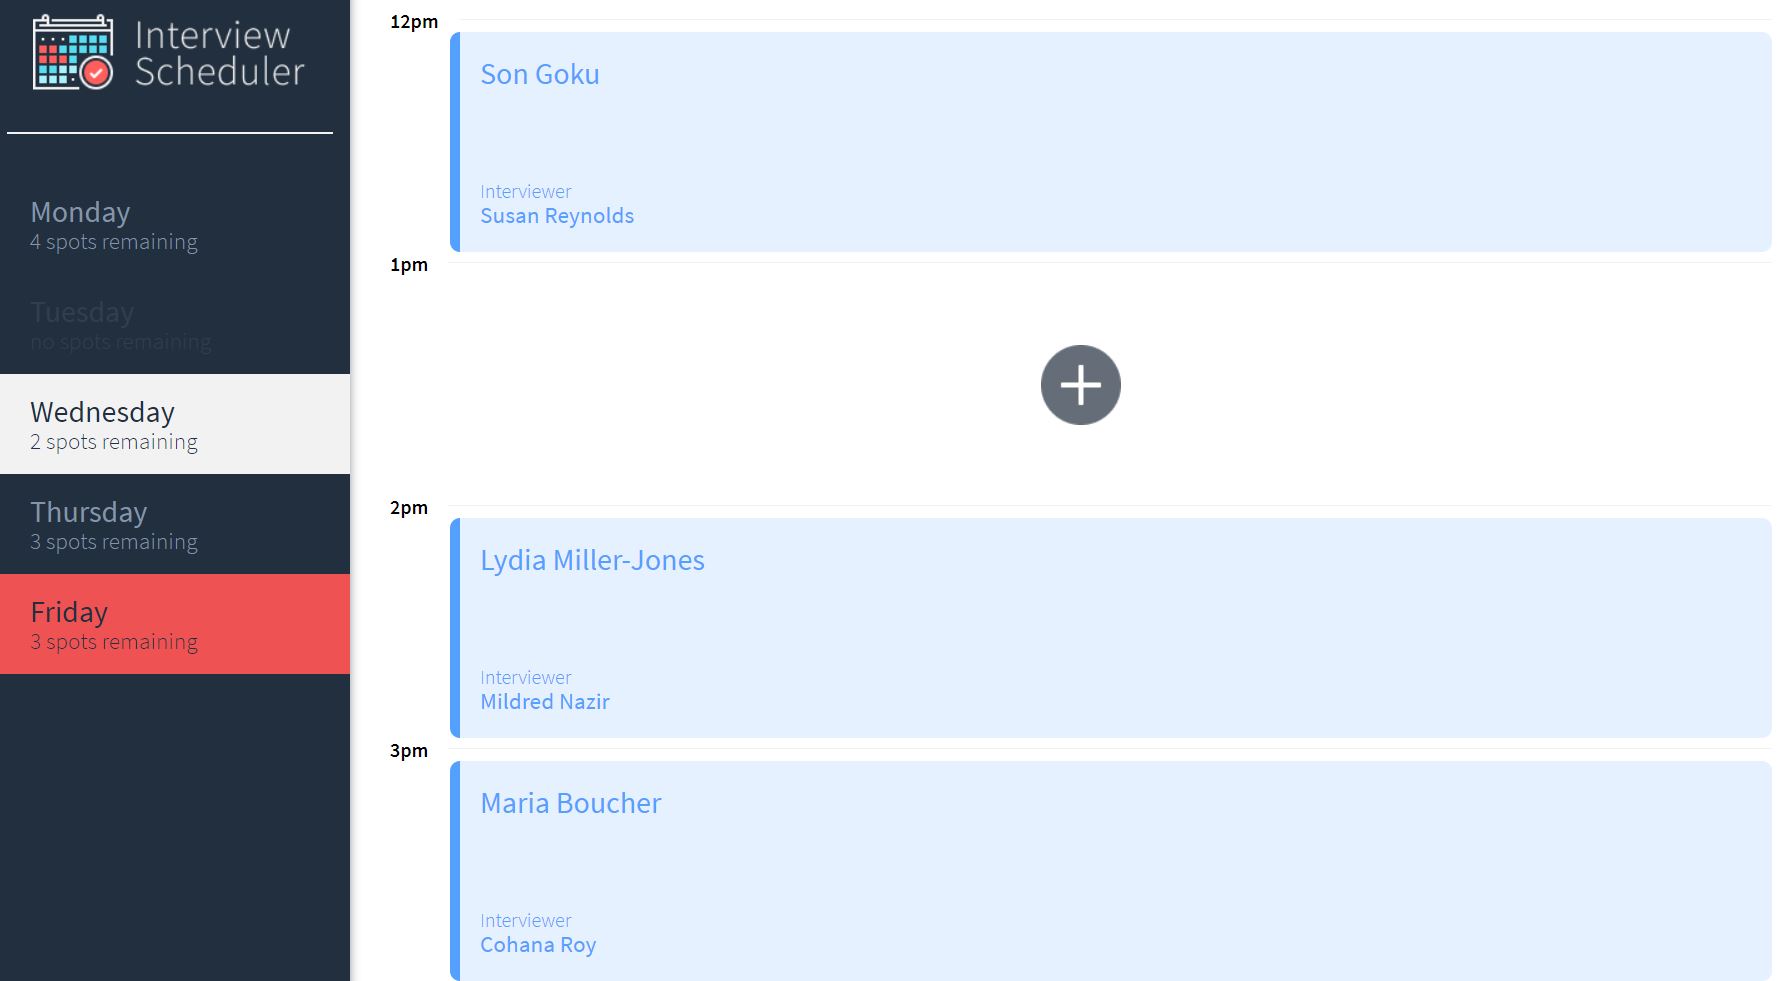 Interview
Scheduler
Monday
4 spots remaining
Tuesday
no spots remaining
Wednesday
2 spots remaining
Thursday
3 spots remaining
Friday
3 spots remaining
12pm
Son Goku
Interviewer
Susan Reynolds
1pm
2pm
Lydia Miller-Jones
Interviewer
Mildred Nazir
3pm
Maria Boucher
Interviewer
Cohana Roy